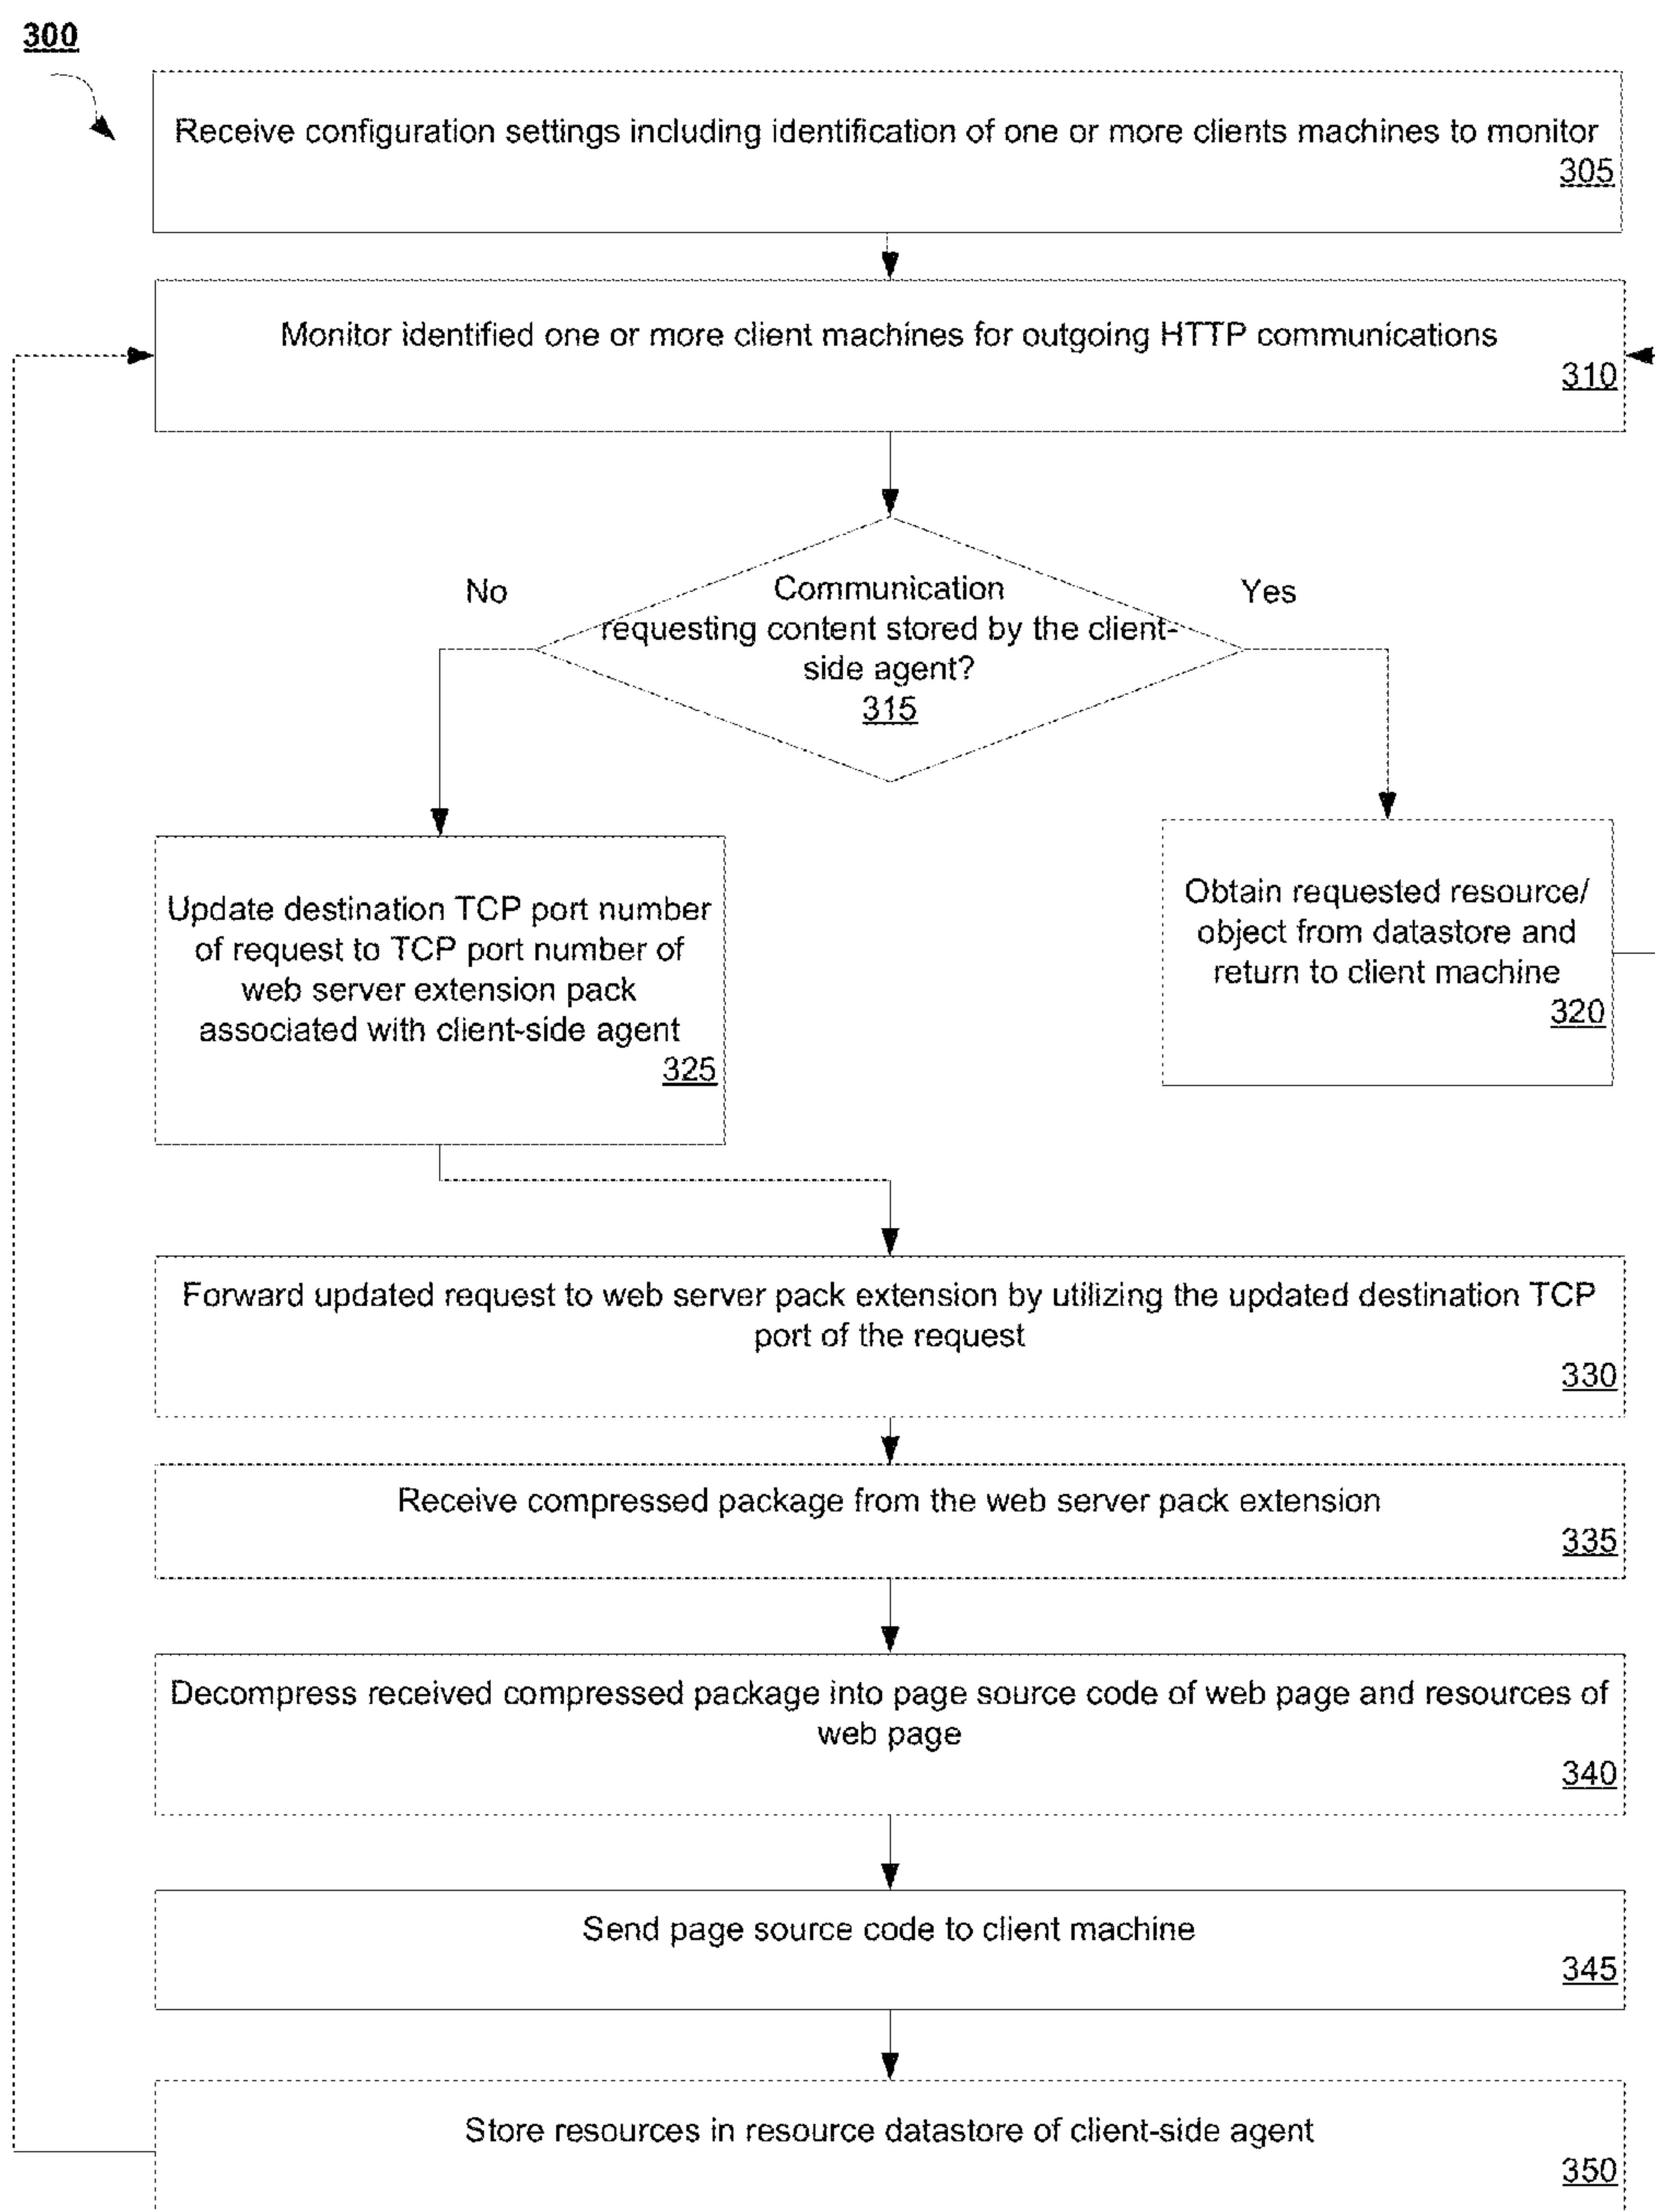 300
Receive configuration settings including identification of one or more clients machines to monitor
305
Monitor identified one or more client machines for outgoing HTTP communications
310
No
Yes
Communication
requesting content stored by the client-
side agent?
315
Update destination TCP port number
of request to TCP port number of
web server extension pack
associated with client-side agent
325
Obtain requested resource/
object from datastore and
return to client machine
320
Forward updated request to web server pack extension by utilizing the updated destination TCP
port of the request
330
Receive compressed package from the web server pack extension
335
Decompress received compressed package into page source code of web page and resources of
web page
340
Send page source code to client machine
345
Store resources in resource datastore of client-side agent
350